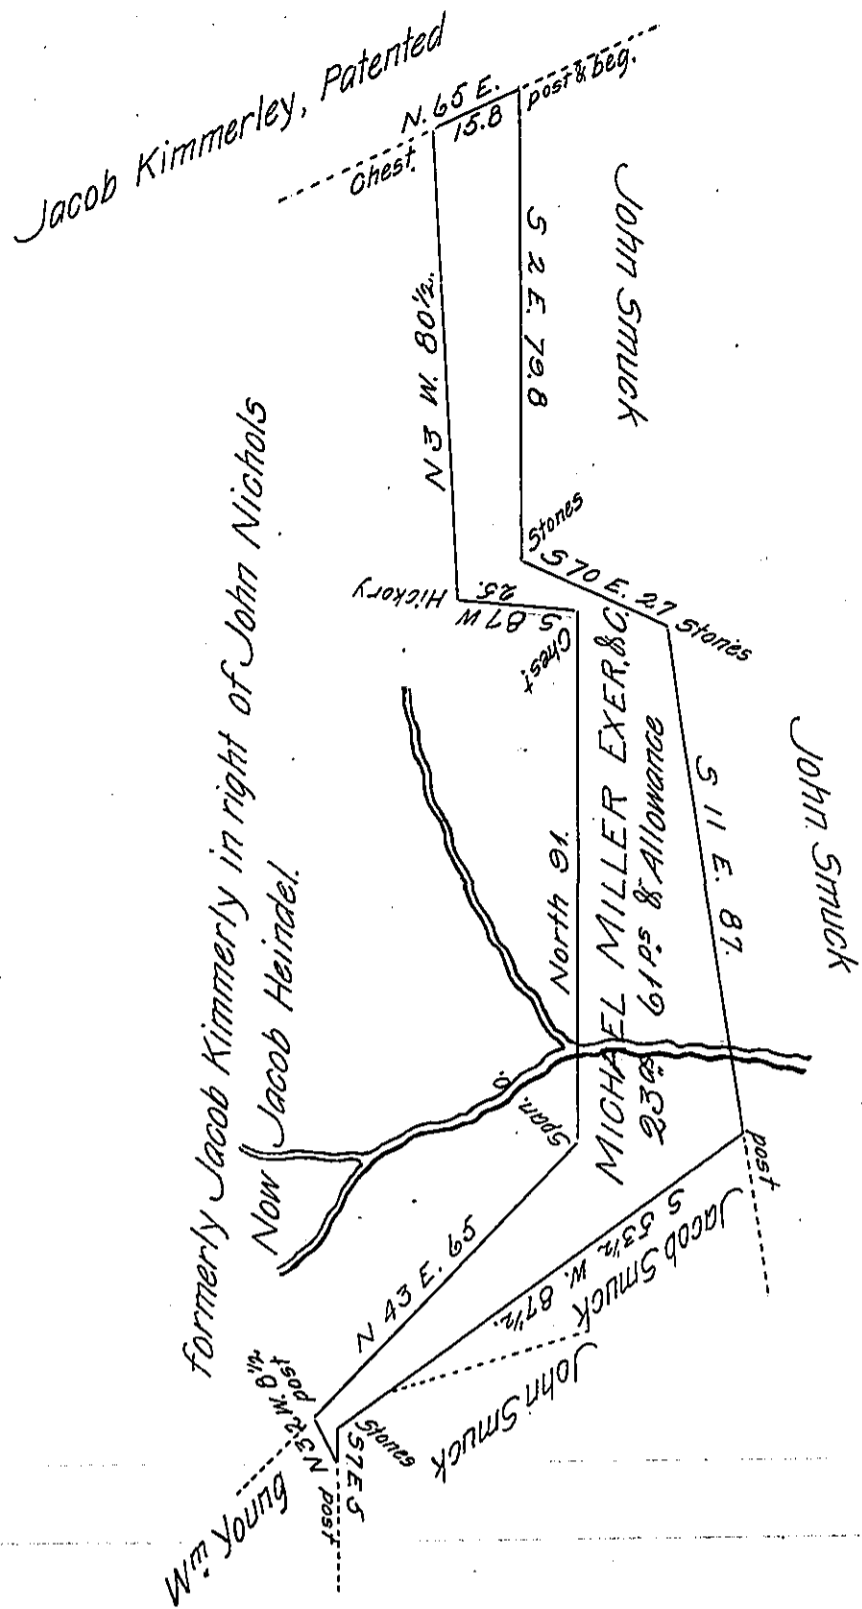 Jacob Kimmerley, Patented
N. 65 E.
15.8
post & beg.
Chest.
John Smuck
S 2 E. 79.8
N 3 W. 80½.
Stones
S 70 E. 27
Stones
Hickory
S 87 W
25.
Chest
formerly Jacob Kimmerly in right of John Nichols
Now Jacob Heindel.
John Smuck
S 11 E. 87.
MICHAEL MILLER EXER, &C.
23as 61 Ps & Allowance
North 91
Span. o.
post
Jacob Smuck
S 53½ W. 87½.
N 43 E. 65
John Smuck
Stones
N 32 W. 8½
post
S 7 E 5
post
Wm Young